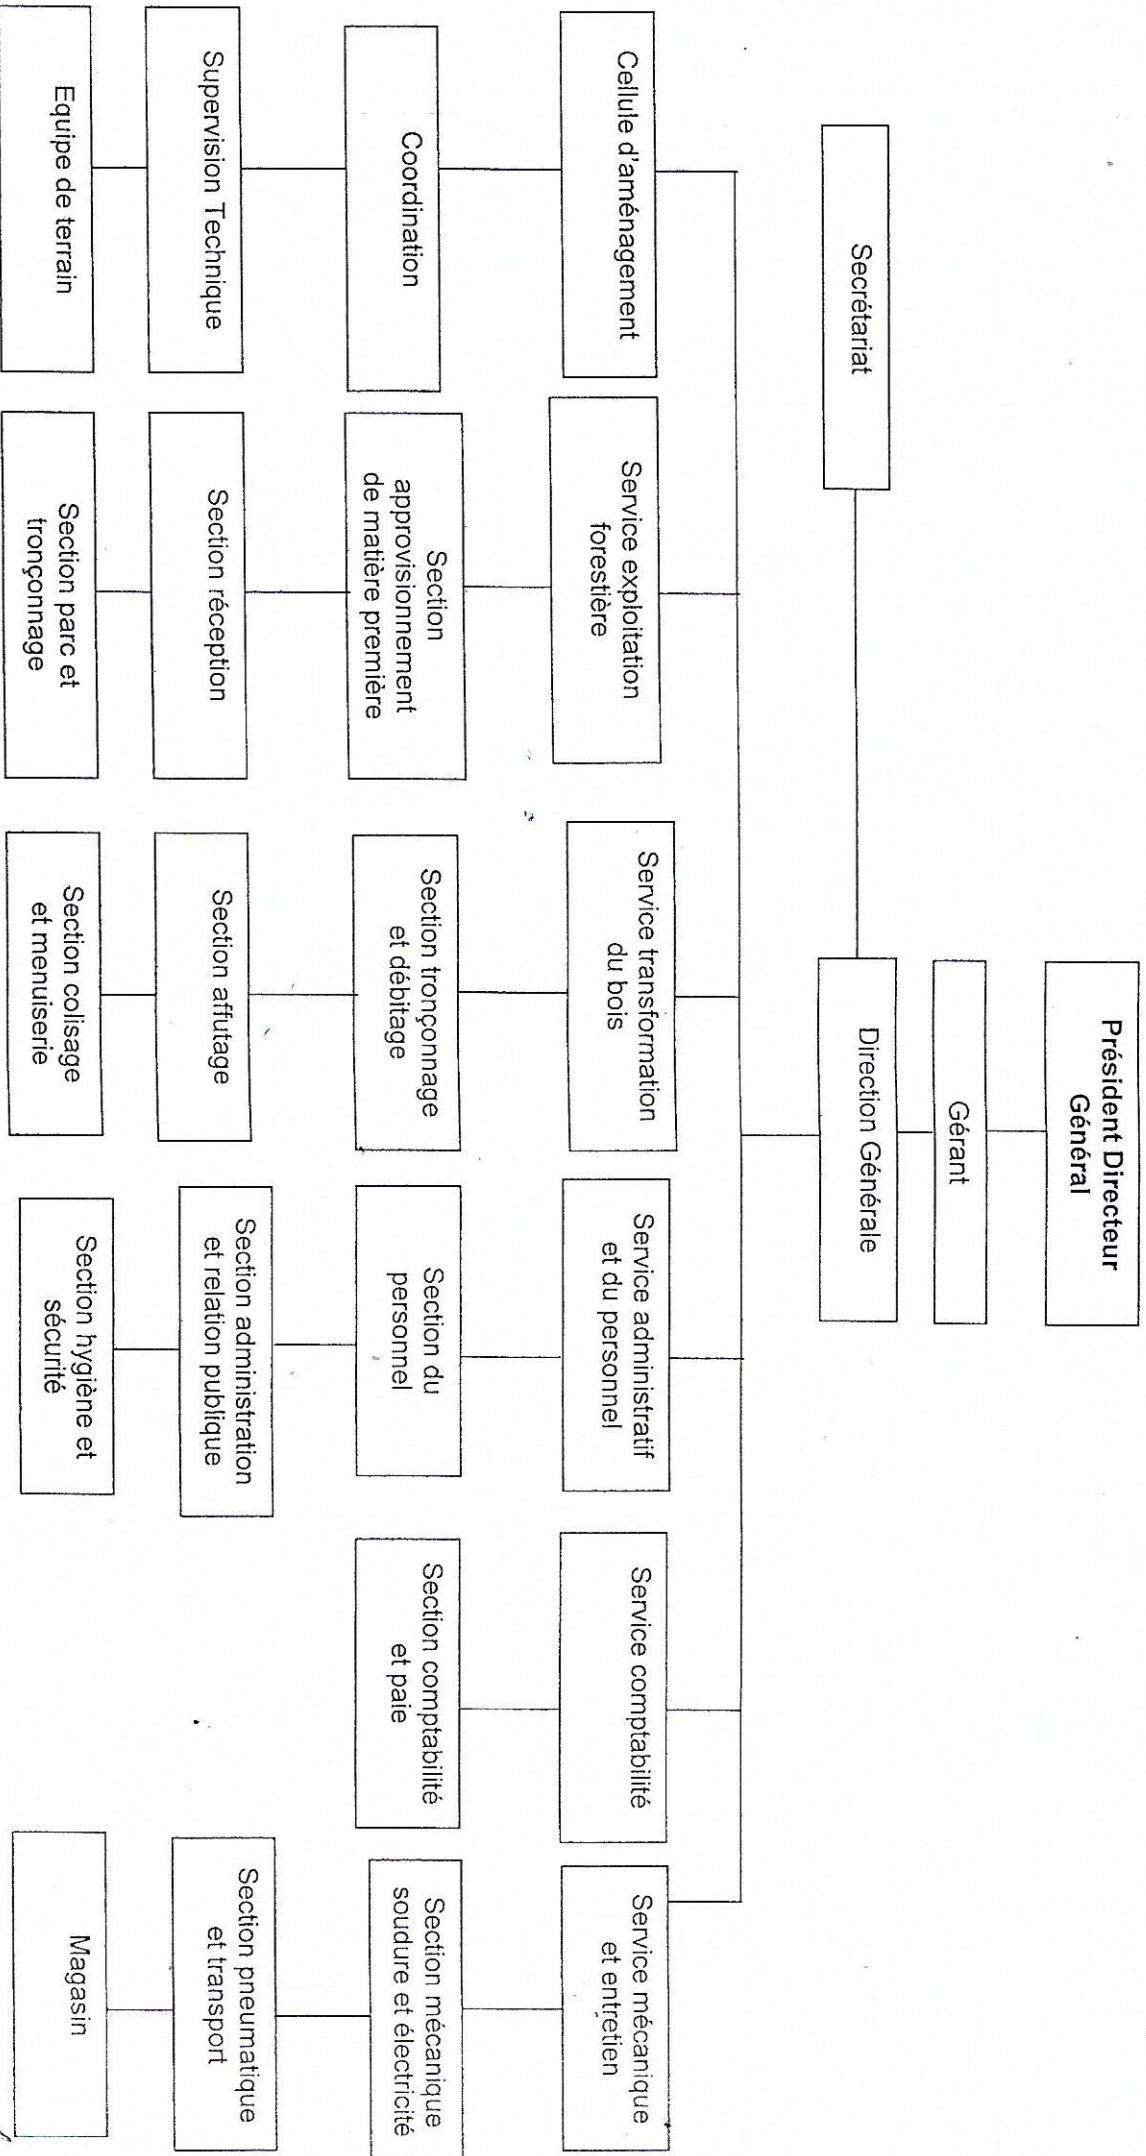 Président Directeur
Général
Gérant
Direction Générale
Secrétariat
Cellule d'aménagement
Service exploitation
forestière
Service transformation
du bois
Service administratif
et du personnel
Service comptabilité
Service mécanique
et entretien
Coordination
Section
approvisionnement
de matière première
Section tronçonnage
et débitage
Section du
personnel
Section comptabilité
et paie
Section mécanique
soudure et électricité
Supervision Technique
Section réception
Section affutage
Section administration
et relation publique
Section pneumatique
et transport
Equipe de terrain
Section parc et
tronçonnage
Section colisage
et menuiserie
Section hygiène et
sécurité
Magasin